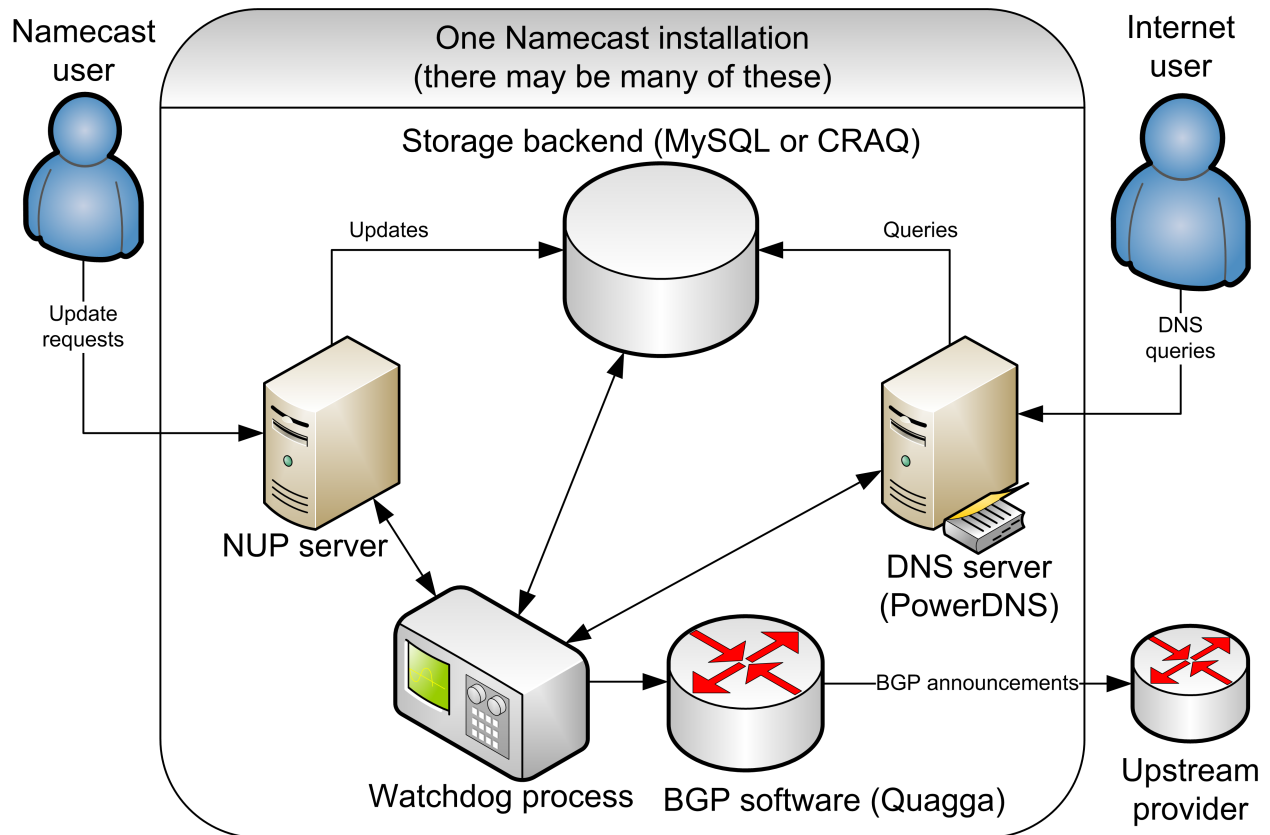 Namecast
user
One Namecast installation
(there may be many of these)
Internet
user
Storage backend (MySQL or CRAQ)
Updates
Queries
Update
requests
DNS
queries
NUP server
DNS server
(PowerDNS)
BGP announcements
Watchdog process
BGP software (Quagga)
Upstream
provider